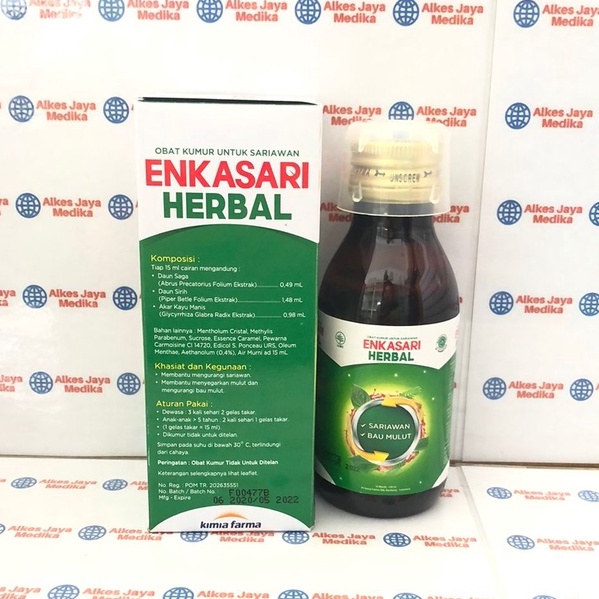 OBAT KUMUR UNTUK SARIAWAN
ENKASARI
HERBAL
Komposisi :
Tiap 15 ml cairan mengandung :
• Daun Saga
(Abrus Precatorius Folium Ekstrak) 0,49 mL
• Daun Sirih
(Piper Betle Folium Ekstrak) 1,48 mL
• Akar Kayu Manis
(Glycyrrhiza Glabra Radix Ekstrak) 0,98 mL
Bahan lainnya : Mentholum Cristal, Methylis
Parabenum, Sucrose, Essence Caramel, Pewarna
Carmoisine CI 14720, Edicol S. Ponceau URS, Oleum
Menthae, Aethanolum (0,4%), Air Murni ad 15 mL
Khasiat dan Kegunaan :
• Membantu mengurangi sariawan.
• Membantu menyegarkan mulut dan
mengurangi bau mulut.
Aturan Pakai :
• Dewasa : 3 kali sehari 2 gelas takar.
• Anak-anak > 5 tahun : 2 kali sehari 1 gelas takar.
• (1 gelas takar = 15 ml).
• Dikumur tidak untuk ditelan.
Simpan pada suhu di bawah 30° C, terlindungi
dari cahaya.
Peringatan : Obat Kumur Tidak Untuk Ditelan
Keterangan selengkapnya lihat leaflet.
No. Reg. : POM TR. 202635551
No. Batch / Batch No. : F00477B
Mfg - Expire 06 2020/05 2022
kimia farma
UNSCREW
OBAT KUMUR UNTUK SARIAWAN
ENKASARI
HERBAL
✓ SARIAWAN
✓ BAU MULUT
2022
Alkes Jaya
Medika